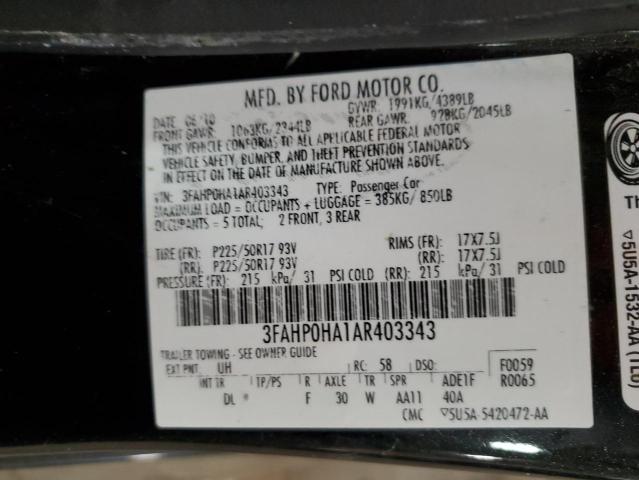 MFD. BY FORD MOTOR CO.
DATE 06/10 GVWR: 1991KG/4389LB
FRONT GAWR: 1063KG/2344LB REAR GAWR: 928KG/2045LB
THIS VEHICLE CONFORMS TO ALL APPLICABLE FEDERAL MOTOR
VEHICLE SAFETY, BUMPER, AND THEFT PREVENTION STANDARDS
IN EFFECT ON THE DATE OF MANUFACTURE SHOWN ABOVE.
VIN: 3FAHP0HA1AR403343 TYPE: Passenger Car
MAXIMUM LOAD = OCCUPANTS + LUGGAGE = 385KG/ 850LB
OCCUPANTS = 5 TOTAL; 2 FRONT, 3 REAR
TIRE (FR): P225/50R17 93V RIMS (FR): 17X7.5J
(RR): P225/50R17 93V (RR): 17X7.5J
PRESSURE (FR): 215 kPa/ 31 PSI COLD (RR): 215 kPa/ 31 PSI COLD
3FAHP0HA1AR403343
TRAILER TOWING - SEE OWNER GUIDE
EXT PNT: UH RC: 58 DSO: F0059
INT TR TP/PS R AXLE TR SPR ADE1F R0065
DL F 30 W AA11 40A
CMC ▽5U5A-5420472-AA
Th
▽5U5A-1532-AA (TL0)